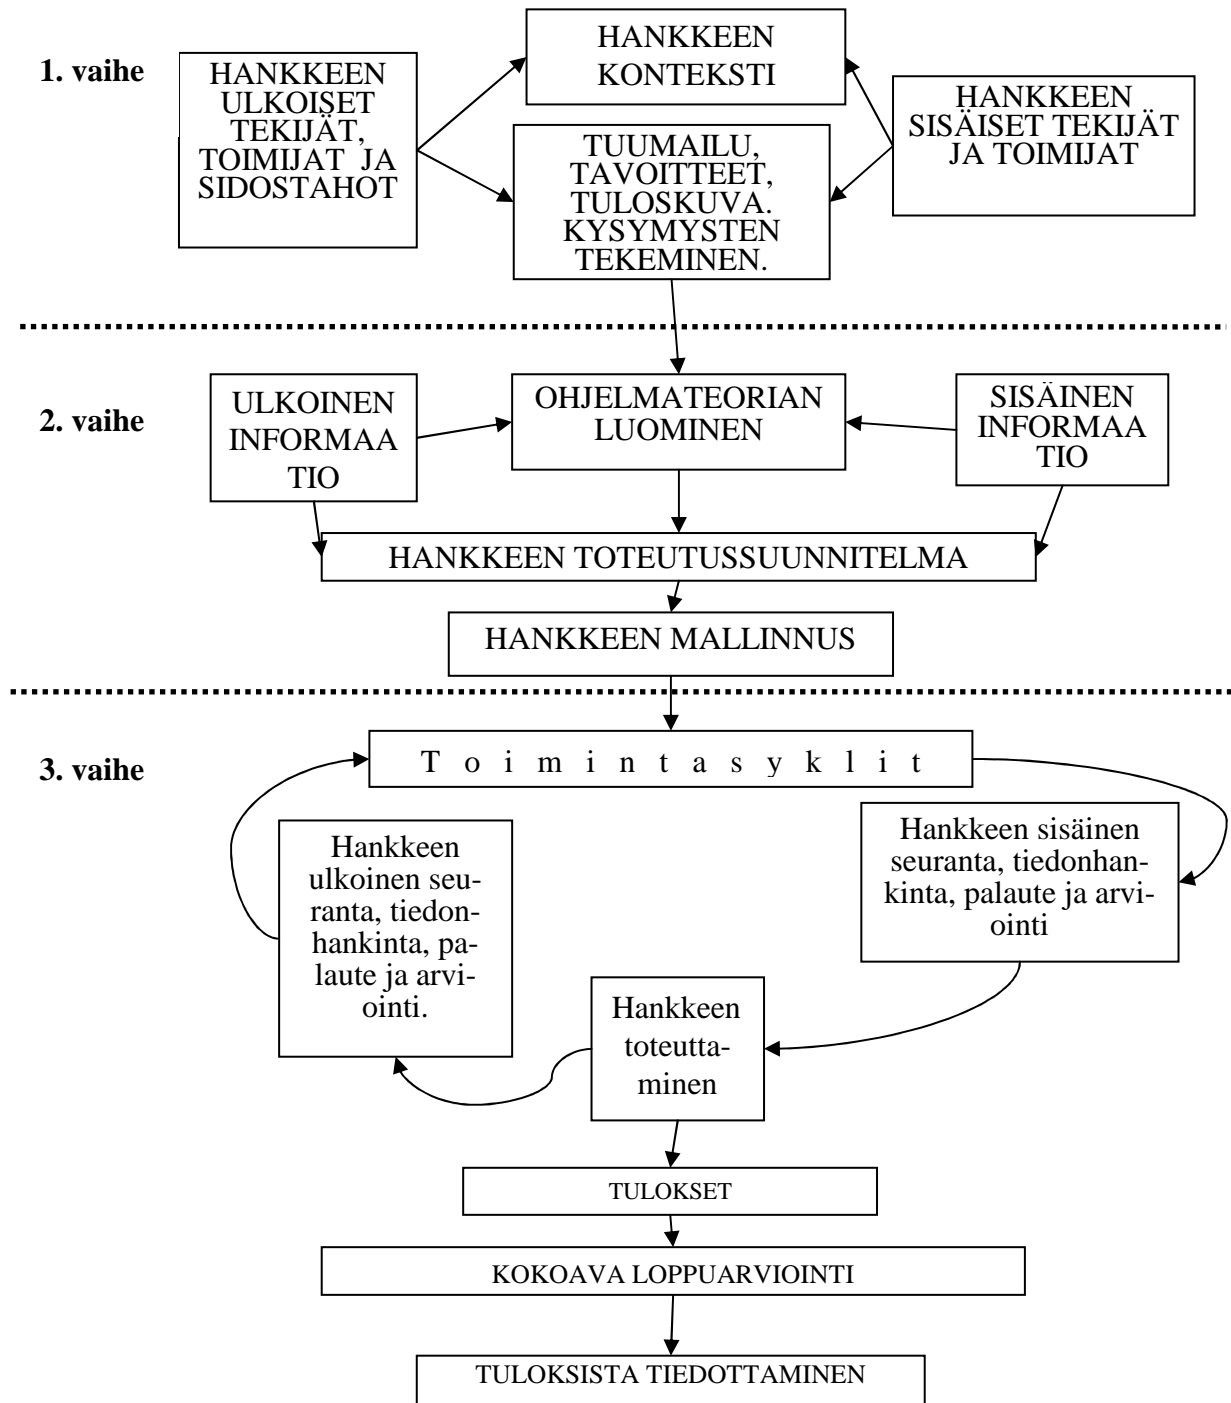 1. vaihe
HANKKEEN
ULKOISET
TEKIJÄT,
TOIMIJAT JA
SIDOSTAHOT
HANKKEEN
KONTEKSTI
TUUMAILU,
TAVOITTEET,
TULOSKUVA.
KYSYMYSTEN
TEKEMINEN.
HANKKEEN
SISÄISET TEKIJÄT
JA TOIMIJAT
2. vaihe
ULKOINEN
INFORMAA
TIO
OHJELMATEORIAN
LUOMINEN
SISÄINEN
INFORMAA
TIO
HANKKEEN TOTEUTUSSUUNNITELMA
HANKKEEN MALLINNUS
3. vaihe
T o i m i n t a s y k l i t
Hankkeen
ulkoinen seu-
ranta, tiedon-
hankinta, pa-
laute ja arvi-
ointi.
Hankkeen sisäinen
seuranta, tiedonhan-
kinta, palaute ja arvi-
ointi
Hankkeen
toteutta-
minen
TULOKSET
KOKOAVA LOPPUARVIOINTI
TULOKSISTA TIEDOTTAMINEN